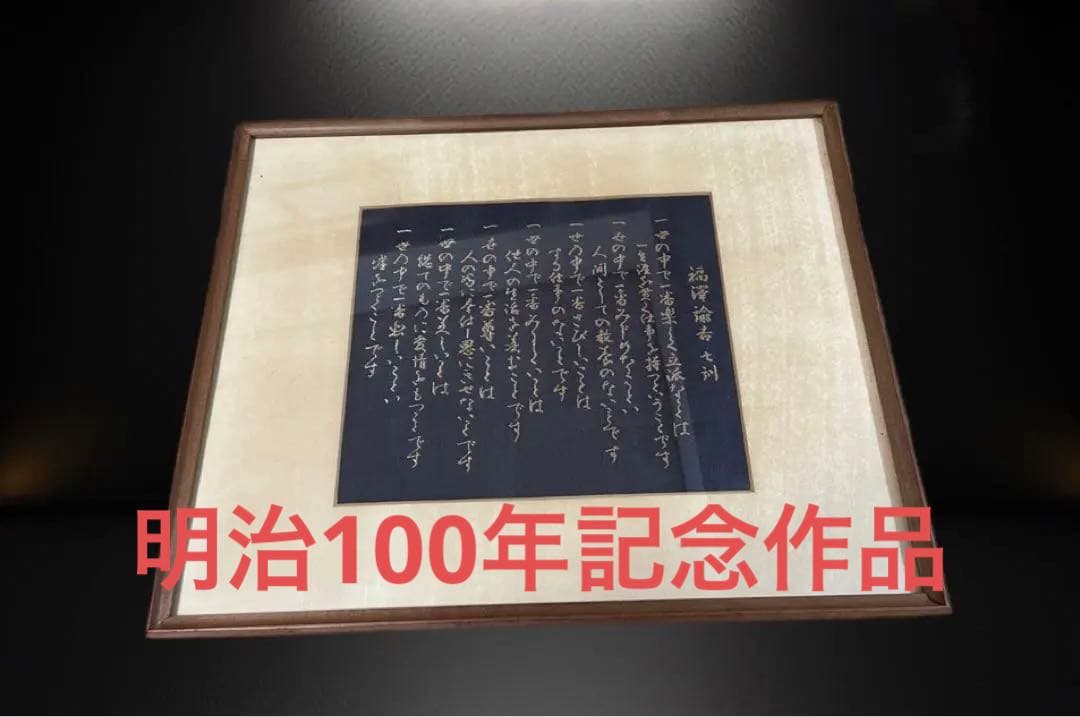 福澤諭吉 七訓
一世の中で一番楽しく立派なことは
一生涯を貫く仕事を持つということです
一世の中で一番みじめなことは
人間としての教養のないことです
一世の中で一番さびしいことは
する仕事のないことです
一世の中で一番みにくいことは
他人の生活を羨むことです
一世の中で一番尊いことは
人の為に奉仕し恩にきせないことです
一世の中で一番美しいことは
総てのものに愛情をもつことです
一世の中で一番悲しいことは
嘘をつくことです
明治100年記念作品